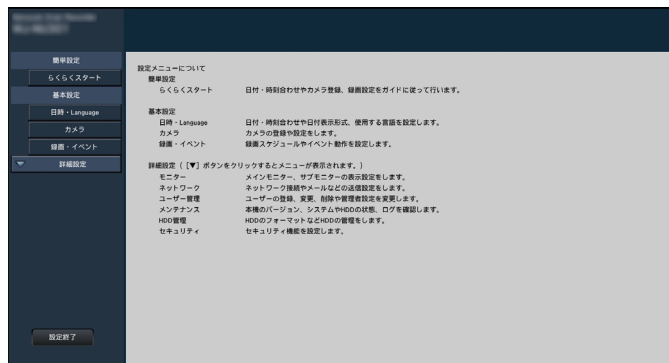 簡単設定
らくらくスタート
基本設定
日時・Language
カメラ
録画・イベント
▼ 詳細設定
設定終了
設定メニューについて
簡単設定
らくらくスタート 日付・時刻合わせやカメラ登録、録画設定をガイドに従って行います。
基本設定
日時・Language 日付・時刻合わせや日付表示形式、使用する言語を設定します。
カメラ カメラの登録や設定をします。
録画・イベント 録画スケジュールやイベント動作を設定します。
詳細設定（［▼］ボタンをクリックするとメニューが表示されます。）
モニター メインモニター、サブモニターの表示設定をします。
ネットワーク ネットワーク接続やメールなどの送信設定をします。
ユーザー管理 ユーザーの登録、変更、削除や管理者設定を変更します。
メンテナンス 本機のバージョン、システムやHDDの状態、ログを確認します。
HDD管理 HDDのフォーマットなどHDDの管理をします。
セキュリティ セキュリティ機能を設定します。